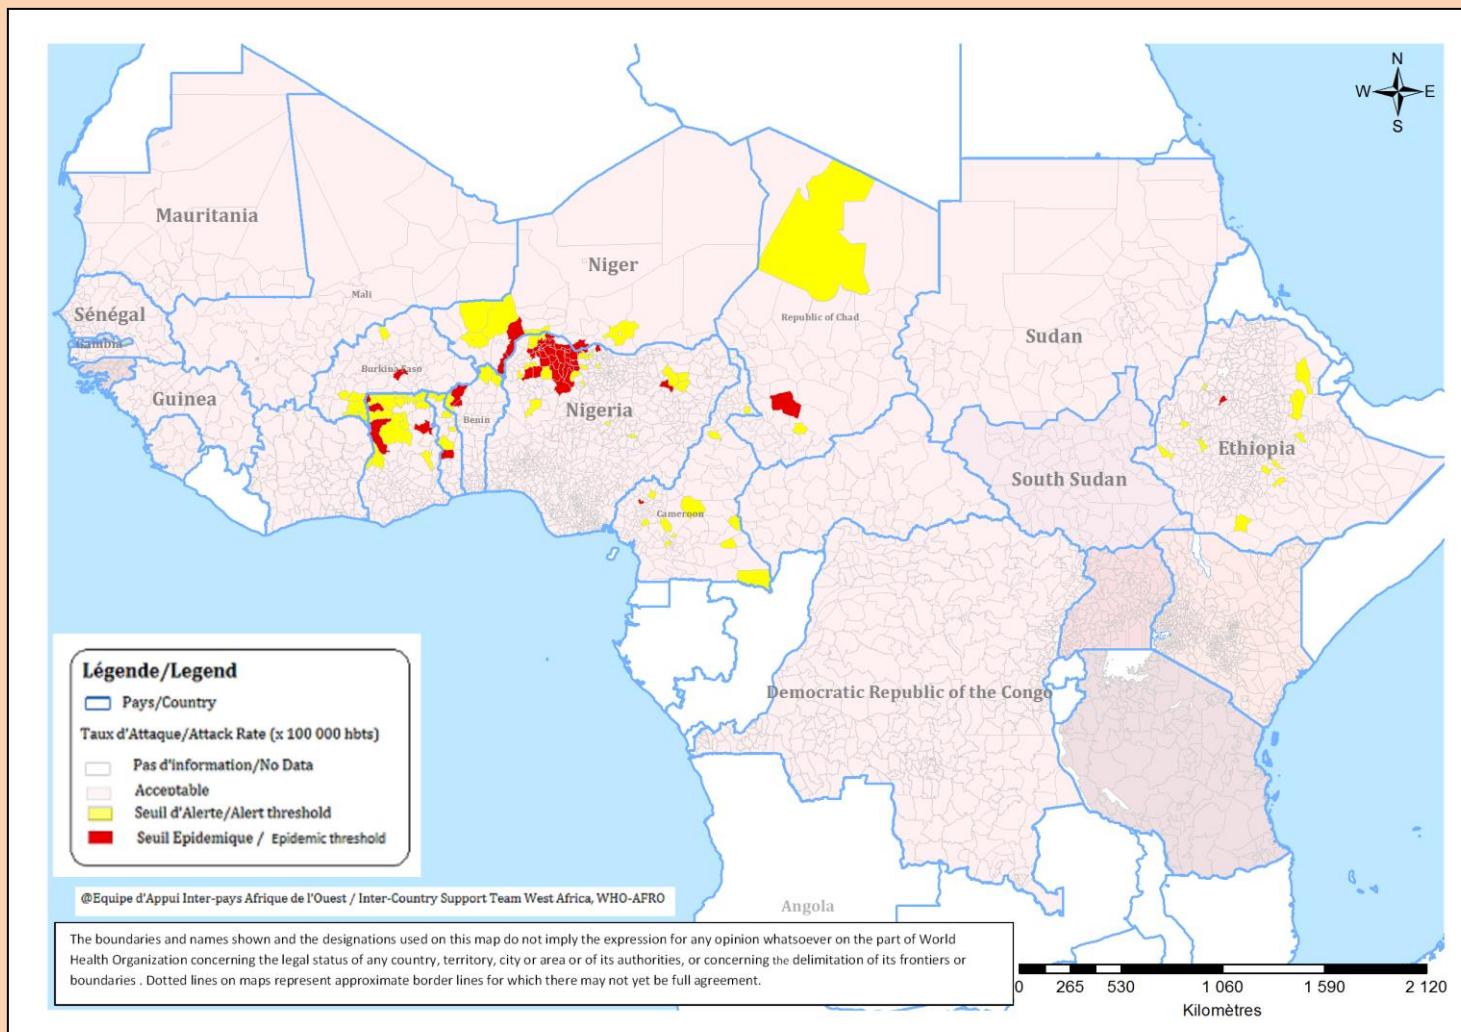 N
W E
S
Mauritania
Niger
Mali
Sénégal
Gambia
Republic of Chad
Sudan
Burkina Faso
Guinea
Benin
Nigeria
Ethiopia
South Sudan
Cameroon
Democratic Republic of the Congo
Angola
Légende/Legend
Pays/Country
Taux d'Attaque/Attack Rate (x 100 000 hbts)
Pas d'information/No Data
Acceptable
Seuil d'Alerte/Alert threshold
Seuil Epidemique / Epidemic threshold
@Equipe d'Appui Inter-pays Afrique de l'Ouest / Inter-Country Support Team West Africa, WHO-AFRO
The boundaries and names shown and the designations used on this map do not imply the expression for any opinion whatsoever on the part of World
Health Organization concerning the legal status of any country, territory, city or area or of its authorities, or concerning the delimitation of its frontiers or
boundaries . Dotted lines on maps represent approximate border lines for which there may not yet be full agreement.
0 265 530 1 060 1 590 2 120
Kilomètres